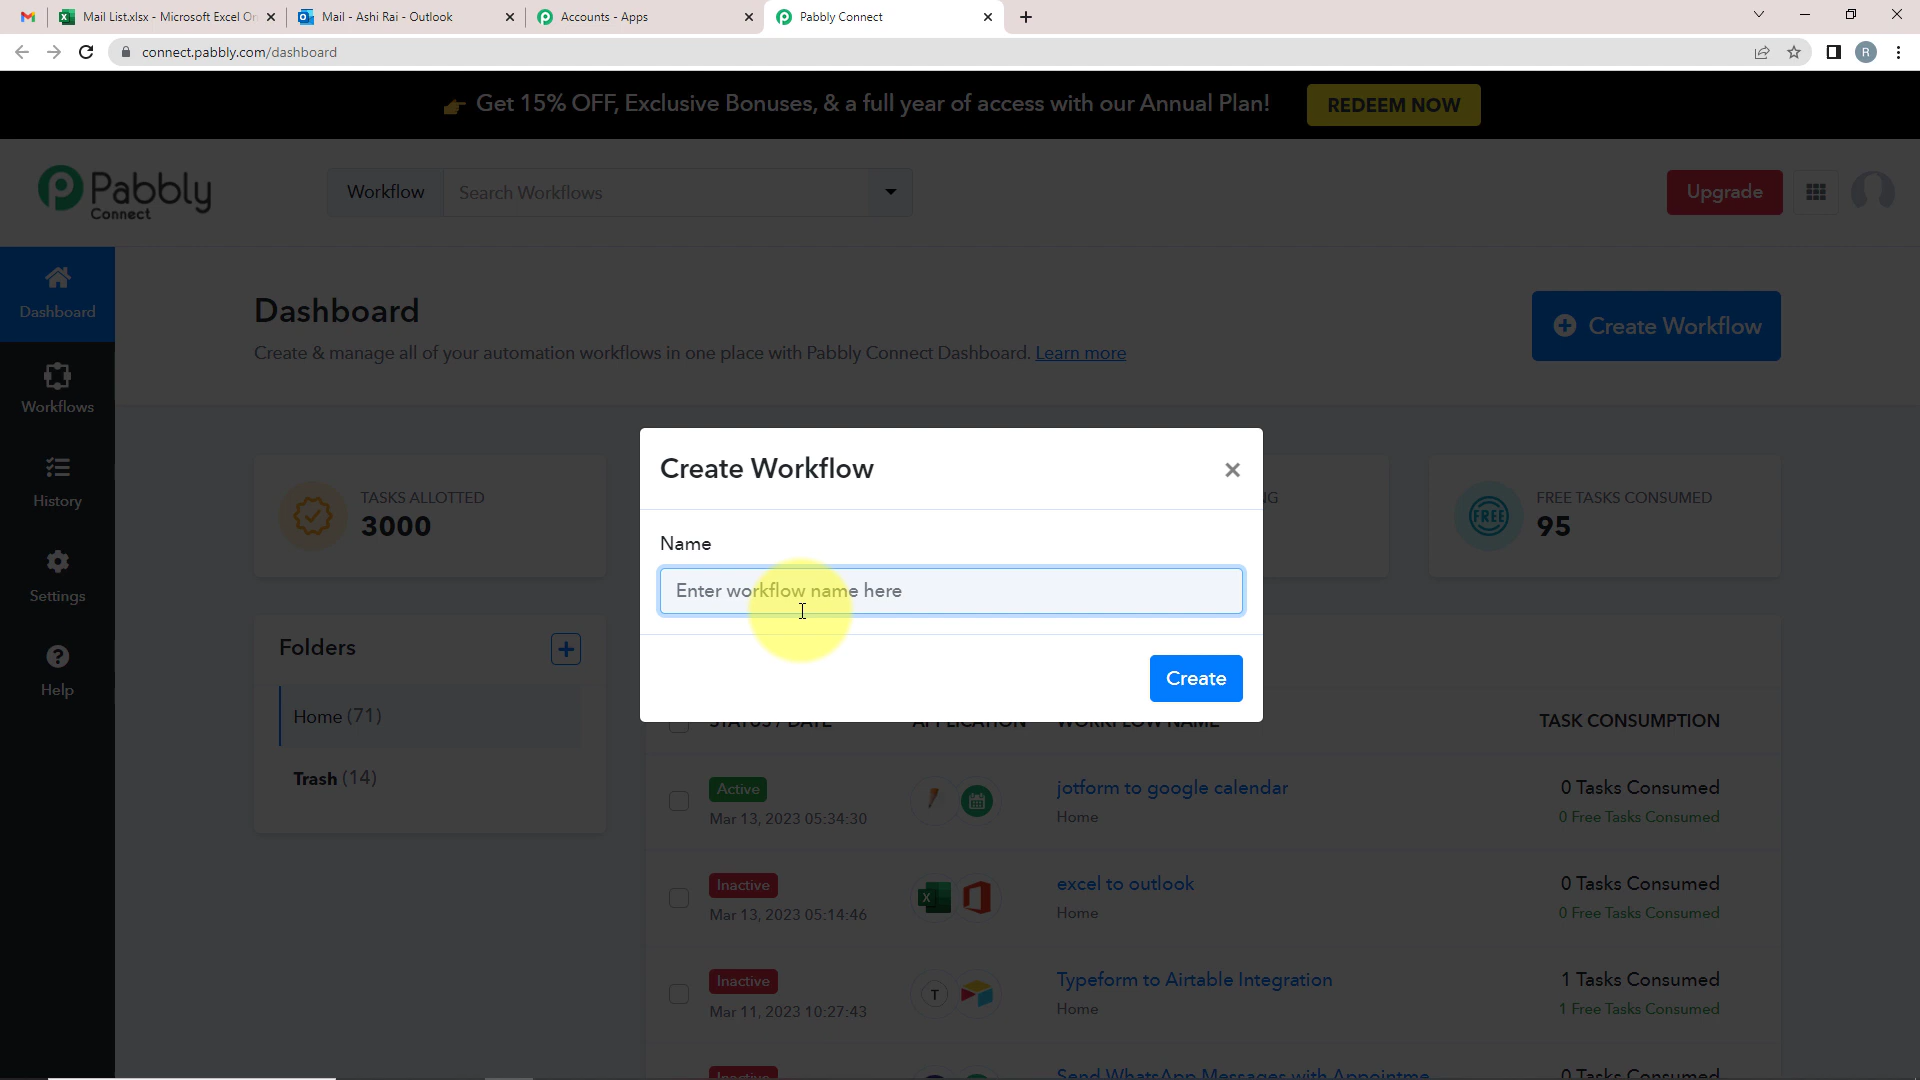 Mail List.xlsx - Microsoft Excel On
Mail - Ashi Rai - Outlook
Accounts - Apps
Pabbly Connect
connect.pabbly.com/dashboard
R
Get 15% OFF, Exclusive Bonuses, & a full year of access with our Annual Plan!
REDEEM NOW
Pabbly
Connect
Workflow
Search Workflows
Upgrade
Dashboard
Workflows
History
Settings
Help
Dashboard
Create & manage all of your automation workflows in one place with Pabbly Connect Dashboard. Learn more
Create Workflow
TASKS ALLOTTED
3000
FREE
FREE TASKS CONSUMED
95
Folders
Home (71)
Trash (14)
Create Workflow
Name
Enter workflow name here
Create
STATUS / DATE
APPLICATION
WORKFLOW NAME
TASK CONSUMPTION
Active
Mar 13, 2023 05:34:30
jotform to google calendar
Home
0 Tasks Consumed
0 Free Tasks Consumed
Inactive
Mar 13, 2023 05:14:46
excel to outlook
Home
0 Tasks Consumed
0 Free Tasks Consumed
Inactive
Mar 11, 2023 10:27:43
T
Typeform to Airtable Integration
Home
1 Tasks Consumed
1 Free Tasks Consumed
Inactive
Send WhatsApp Messages with Appointme
0 Tasks Consumed